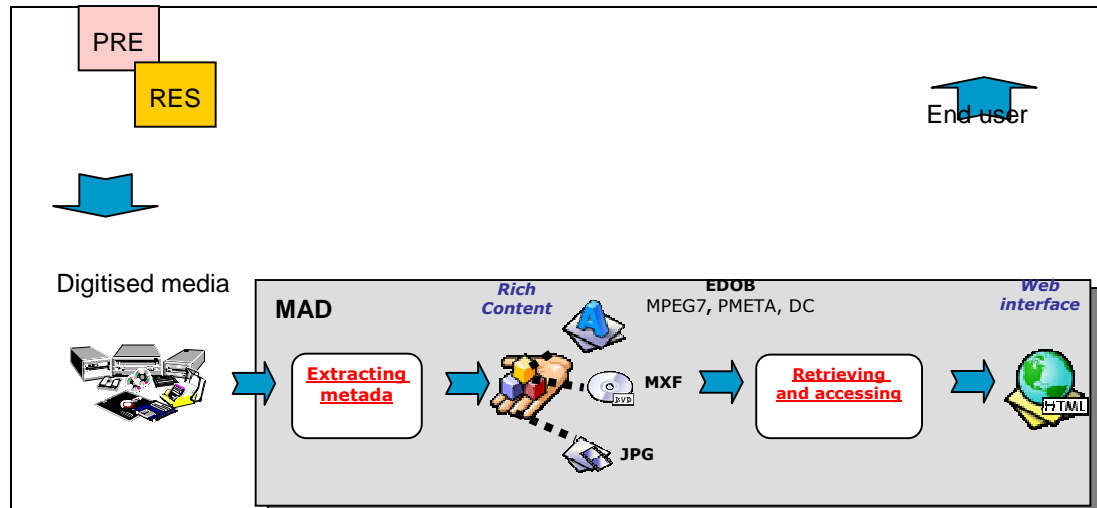 PRE
RES
End user
Digitised media
MAD
Rich
Content
EDOB
MPEG7, PMETA, DC
Web
interface
A
Extracting
metada
MXF
DVD
Retrieving
and accessing
HTML
JPG